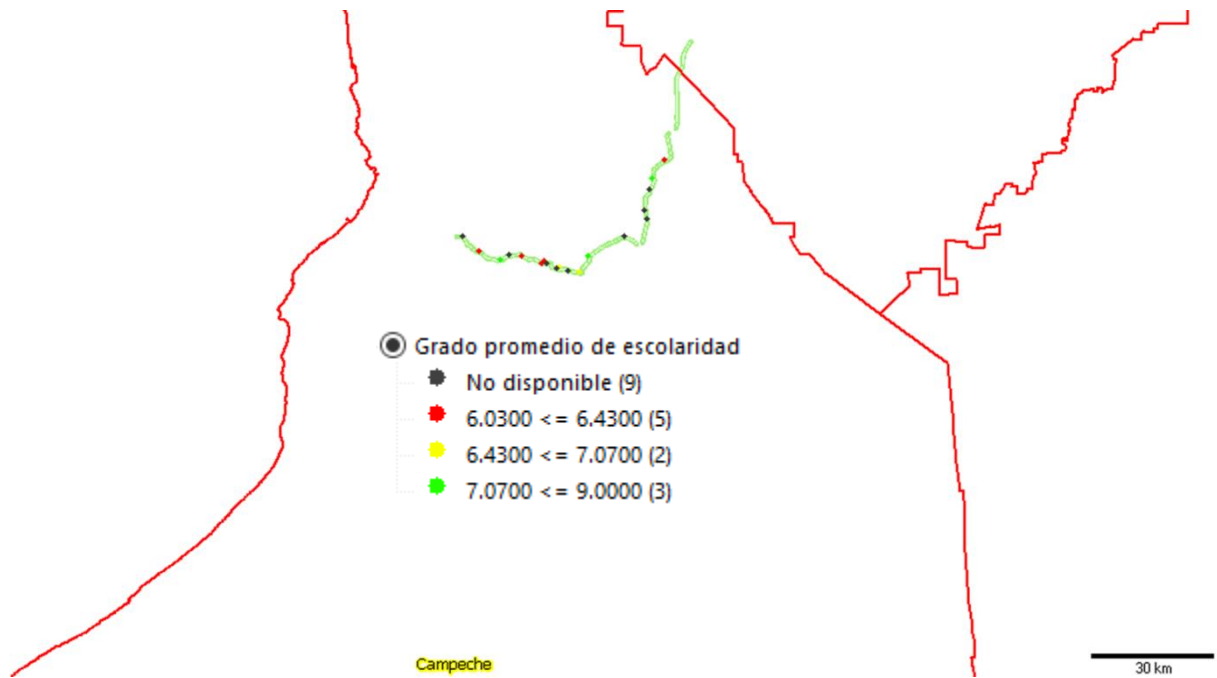 Grado promedio de escolaridad
No disponible (9)
6.0300 <= 6.4300 (5)
6.4300 <= 7.0700 (2)
7.0700 <= 9.0000 (3)
Campeche
30 km